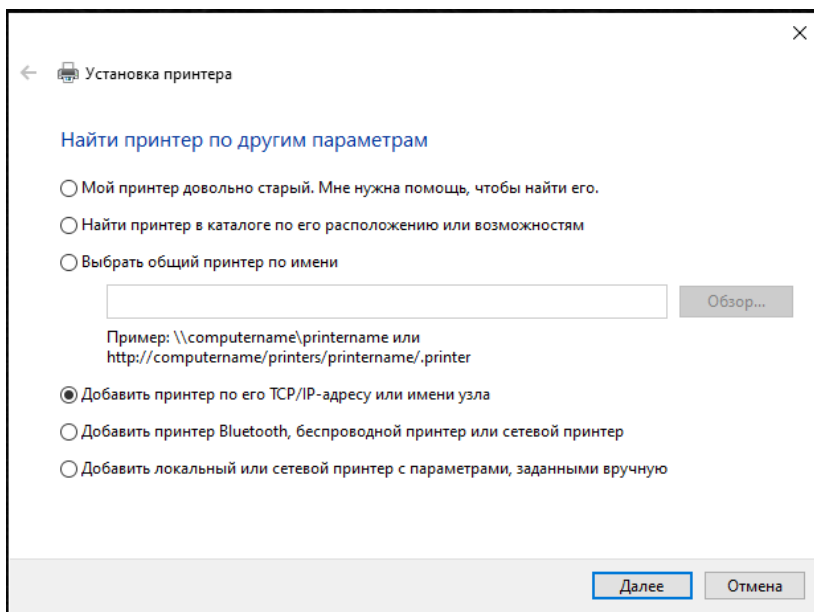 Установка принтера
Найти принтер по другим параметрам
Мой принтер довольно старый. Мне нужна помощь, чтобы найти его.
Найти принтер в каталоге по его расположению или возможностям
Выбрать общий принтер по имени
Обзор...
Пример: \\computername\printername или
http://computername/printers/printername/.printer
Добавить принтер по его TCP/IP-адресу или имени узла
Добавить принтер Bluetooth, беспроводной принтер или сетевой принтер
Добавить локальный или сетевой принтер с параметрами, заданными вручную
Далее
Отмена